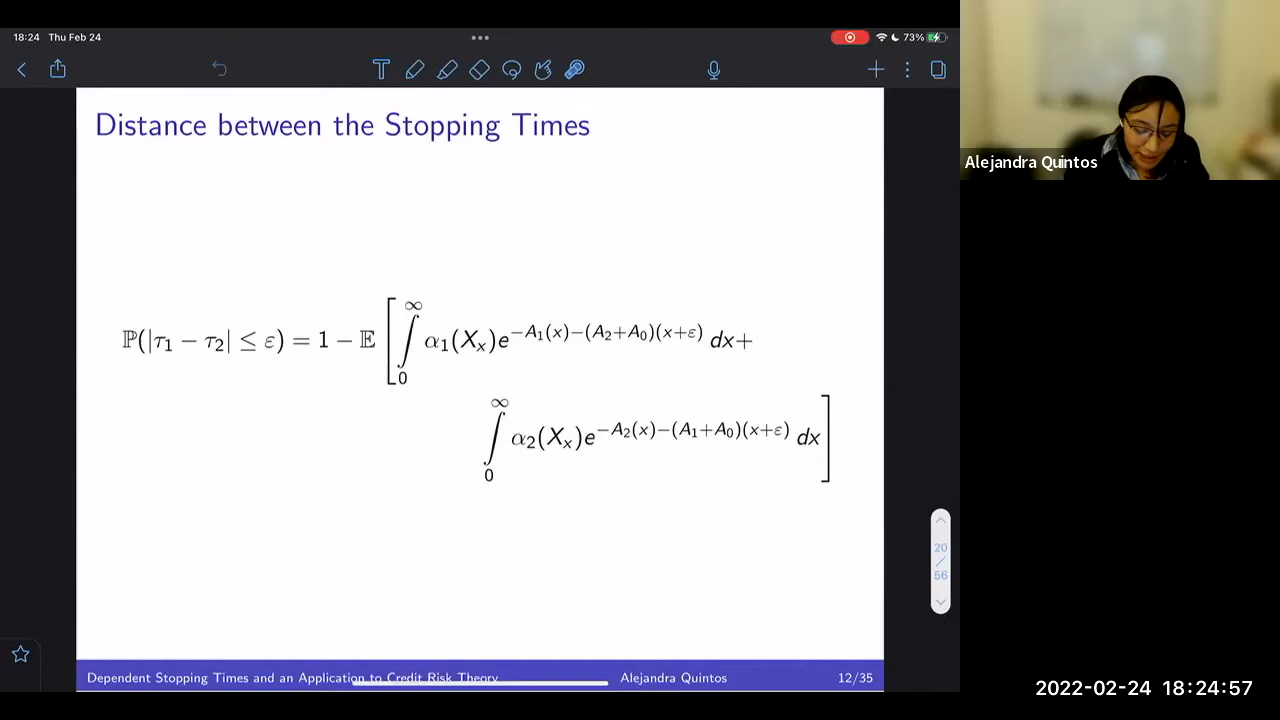 18:24 Thu Feb 24
73%
Distance between the Stopping Times
ℙ(|τ₁ − τ₂| ≤ ε) = 1 − 𝔼 [ ∫₀^∞ α₁(Xₓ)e^{−A₁(x)−(A₂+A₀)(x+ε)} dx+
∫₀^∞ α₂(Xₓ)e^{−A₂(x)−(A₁+A₀)(x+ε)} dx ]
20
/
56
Dependent Stopping Times and an Application to Credit Risk Theory Alejandra Quintos 12/35
Alejandra Quintos
2022-02-24 18:24:57